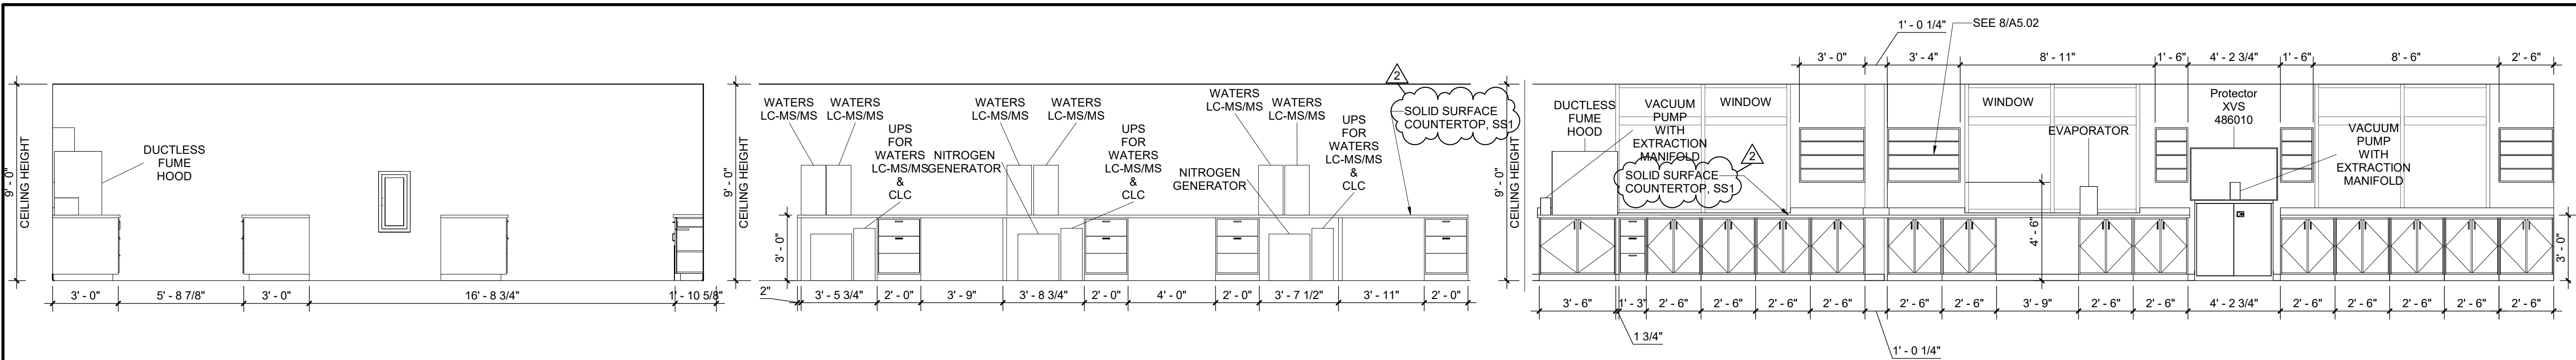 9' - 0"
CEILING HEIGHT
DUCTLESS
FUME
HOOD
3' - 0"
5' - 8 7/8"
3' - 0"
16' - 8 3/4"
1' - 10 5/8"
9' - 0"
CEILING HEIGHT
3' - 0"
WATERS
LC-MS/MS
WATERS
LC-MS/MS
UPS
FOR
WATERS
LC-MS/MS
&
CLC
NITROGEN
GENERATOR
WATERS
LC-MS/MS
WATERS
LC-MS/MS
UPS
FOR
WATERS
LC-MS/MS
&
CLC
NITROGEN
GENERATOR
WATERS
LC-MS/MS
WATERS
LC-MS/MS
UPS
FOR
WATERS
LC-MS/MS
&
CLC
2
SOLID SURFACE
COUNTERTOP, SS1
2"
3' - 5 3/4"
2' - 0"
3' - 9"
3' - 8 3/4"
2' - 0"
4' - 0"
2' - 0"
3' - 7 1/2"
3' - 11"
2' - 0"
9' - 0"
CEILING HEIGHT
1' - 0 1/4"
SEE 8/A5.02
3' - 0"
3' - 4"
8' - 11"
1' - 6"
4' - 2 3/4"
1' - 6"
8' - 6"
2' - 6"
DUCTLESS
FUME
HOOD
VACUUM
PUMP
WITH
EXTRACTION
MANIFOLD
WINDOW
2
SOLID SURFACE
COUNTERTOP, SS1
WINDOW
EVAPORATOR
Protector
XVS
486010
VACUUM
PUMP
WITH
EXTRACTION
MANIFOLD
4' - 6"
3' - 0"
3' - 6"
1' - 3"
2' - 6"
2' - 6"
2' - 6"
2' - 6"
2' - 6"
2' - 6"
3' - 9"
2' - 6"
2' - 6"
4' - 2 3/4"
2' - 6"
2' - 6"
2' - 6"
2' - 6"
2' - 6"
1 3/4"
1' - 0 1/4"